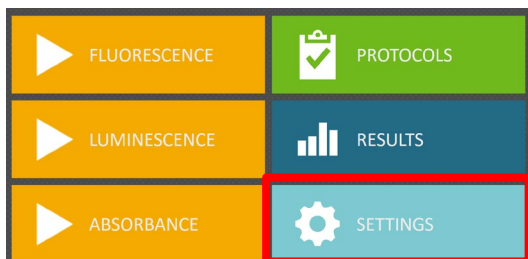 FLUORESCENCE
PROTOCOLS
LUMINESCENCE
RESULTS
ABSORBANCE
SETTINGS